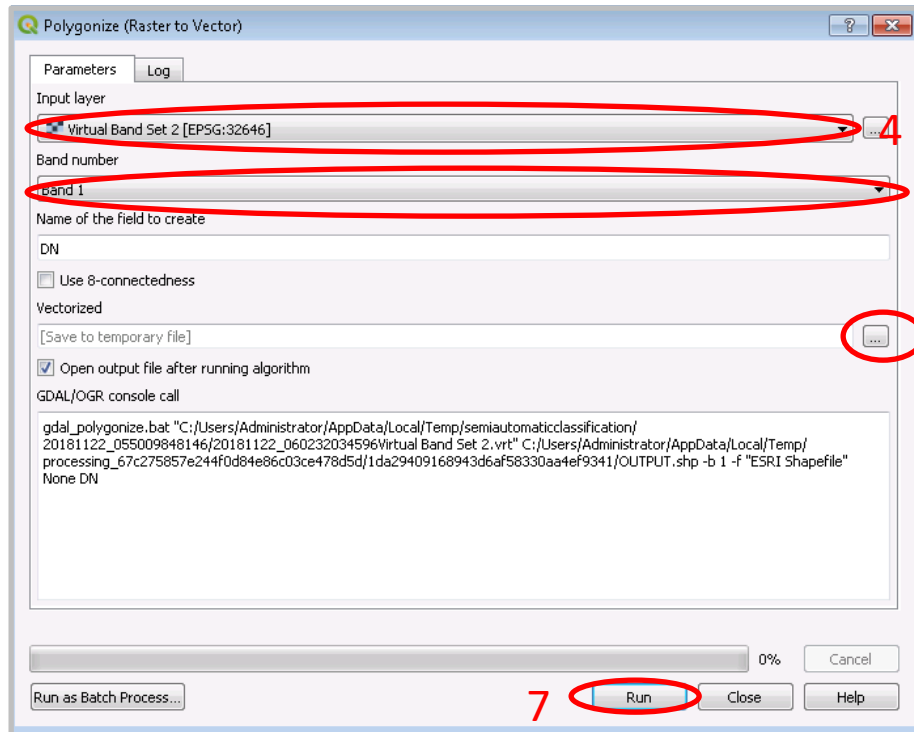 Polygonize (Raster to Vector)
Parameters Log
Input layer
Virtual Band Set 2 [EPSG:32646]
... 4
Band number
Band 1
Name of the field to create
DN
Use 8-connectedness
Vectorized
[Save to temporary file]
...
Open output file after running algorithm
GDAL/OGR console call
gdal_polygonize.bat "C:/Users/Administrator/AppData/Local/Temp/semiautomaticclassification/
20181122_055009848146/20181122_060232034596Virtual Band Set 2.vrt" C:/Users/Administrator/AppData/Local/Temp/
processing_67c275857e244f0d84e86c03ce478d5d/1da29409168943d6af58330aa4ef9341/OUTPUT.shp -b 1 -f "ESRI Shapefile"
None DN
0% Cancel
Run as Batch Process... 7 Run Close Help